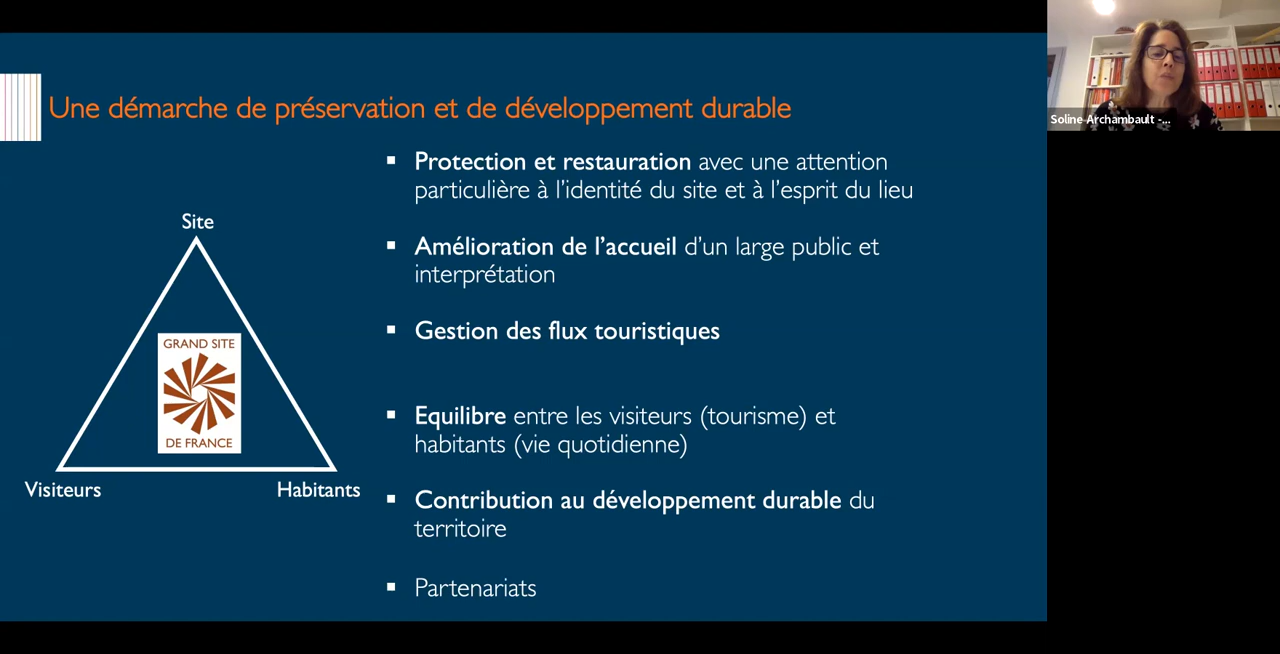 Une démarche de préservation et de développement durable
▪ Protection et restauration avec une attention
particulière à l’identité du site et à l’esprit du lieu
▪ Amélioration de l’accueil d’un large public et
interprétation
▪ Gestion des flux touristiques
▪ Equilibre entre les visiteurs (tourisme) et
habitants (vie quotidienne)
▪ Contribution au développement durable du
territoire
▪ Partenariats
Site
GRAND SITE
DE FRANCE
Visiteurs
Habitants
Soline Archambault -...